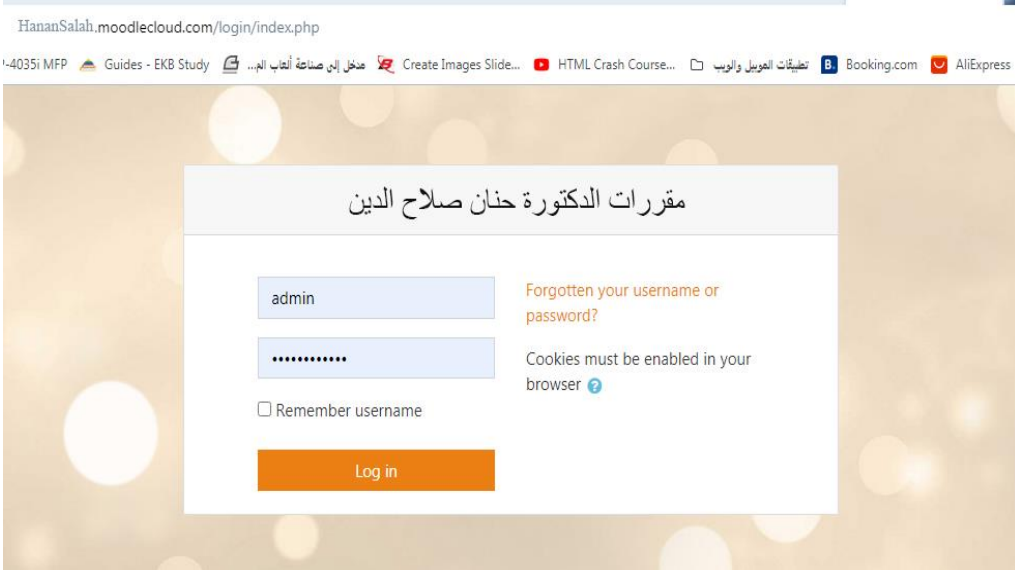 HananSalah.moodlecloud.com/login/index.php
P-4035i MFP Guides - EKB Study مدخل إلى صناعة ألعاب الم... Create Images Slide... HTML Crash Course... تطبيقات الموبيل والويب Booking.com AliExpress
مقررات الدكتورة حنان صلاح الدين
admin
Forgotten your username or
password?
••••••••••••
Cookies must be enabled in your
browser
Remember username
Log in